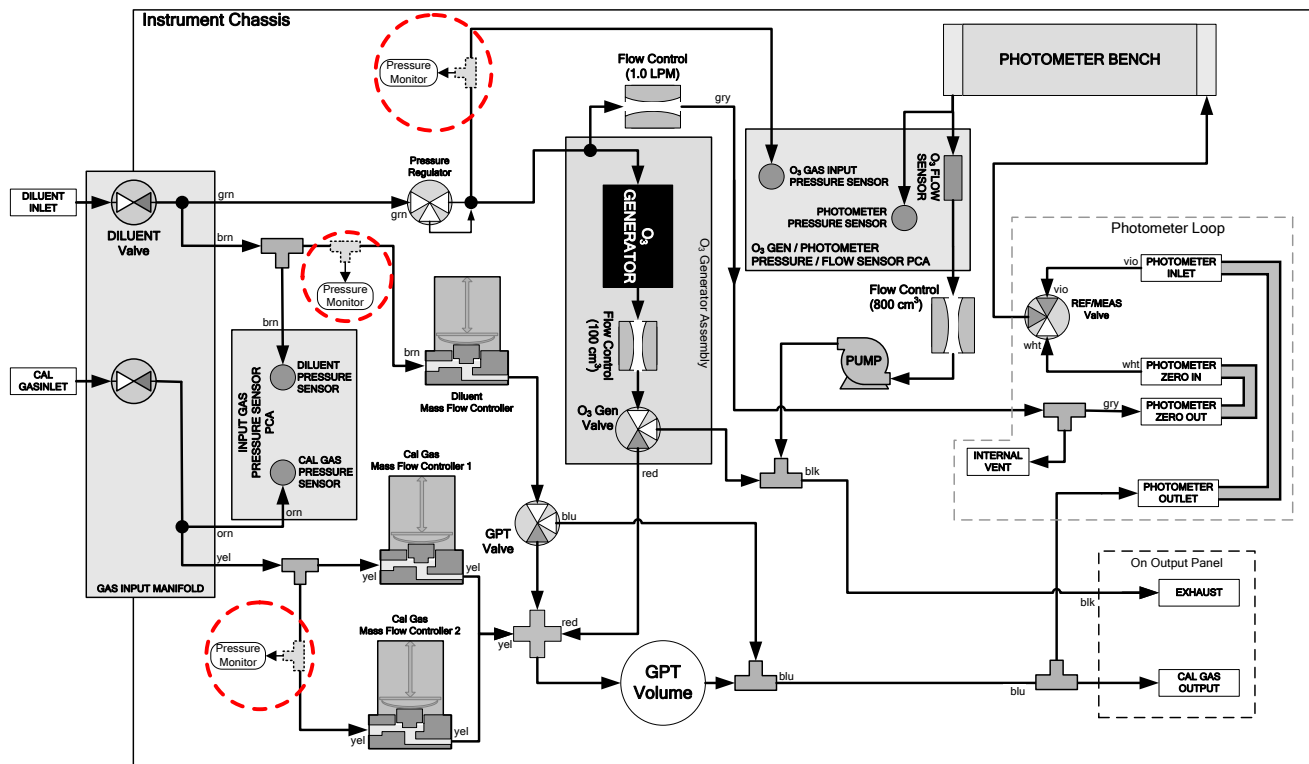 Instrument Chassis
Pressure
Monitor
Flow Control
(1.0 LPM)
gry
PHOTOMETER BENCH
Pressure
Regulator
O₃ GAS INPUT
PRESSURE SENSOR
O₃ FLOW
SENSOR
PHOTOMETER
PRESSURE SENSOR
O₃ GEN / PHOTOMETER
PRESSURE / FLOW SENSOR PCA
DILUENT
INLET
DILUENT
Valve
grn
grn
brn
Pressure
Monitor
O₃
GENERATOR
O₃ Generator Assembly
Flow Control
(100 cm³)
Flow Control
(800 cm³)
Photometer Loop
vio
PHOTOMETER
INLET
vio
REF/MEAS
Valve
wht
wht
PHOTOMETER
ZERO IN
gry
PHOTOMETER
ZERO OUT
INTERNAL
VENT
PHOTOMETER
OUTLET
brn
brn
CAL
GASINLET
DILUENT
PRESSURE
SENSOR
INPUT GAS
PRESSURE SENSOR
PCA
CAL GAS
PRESSURE
SENSOR
Diluent
Mass Flow Controller
PUMP
O₃ Gen
Valve
red
blk
orn
yel
GAS INPUT MANIFOLD
Cal Gas
Mass Flow Controller 1
yel
yel
GPT
Valve
blu
Cal Gas
Mass Flow Controller 2
yel
red
Pressure
Monitor
yel
yel
GPT
Volume
blu
blu
blu
On Output Panel
blk
EXHAUST
CAL GAS
OUTPUT